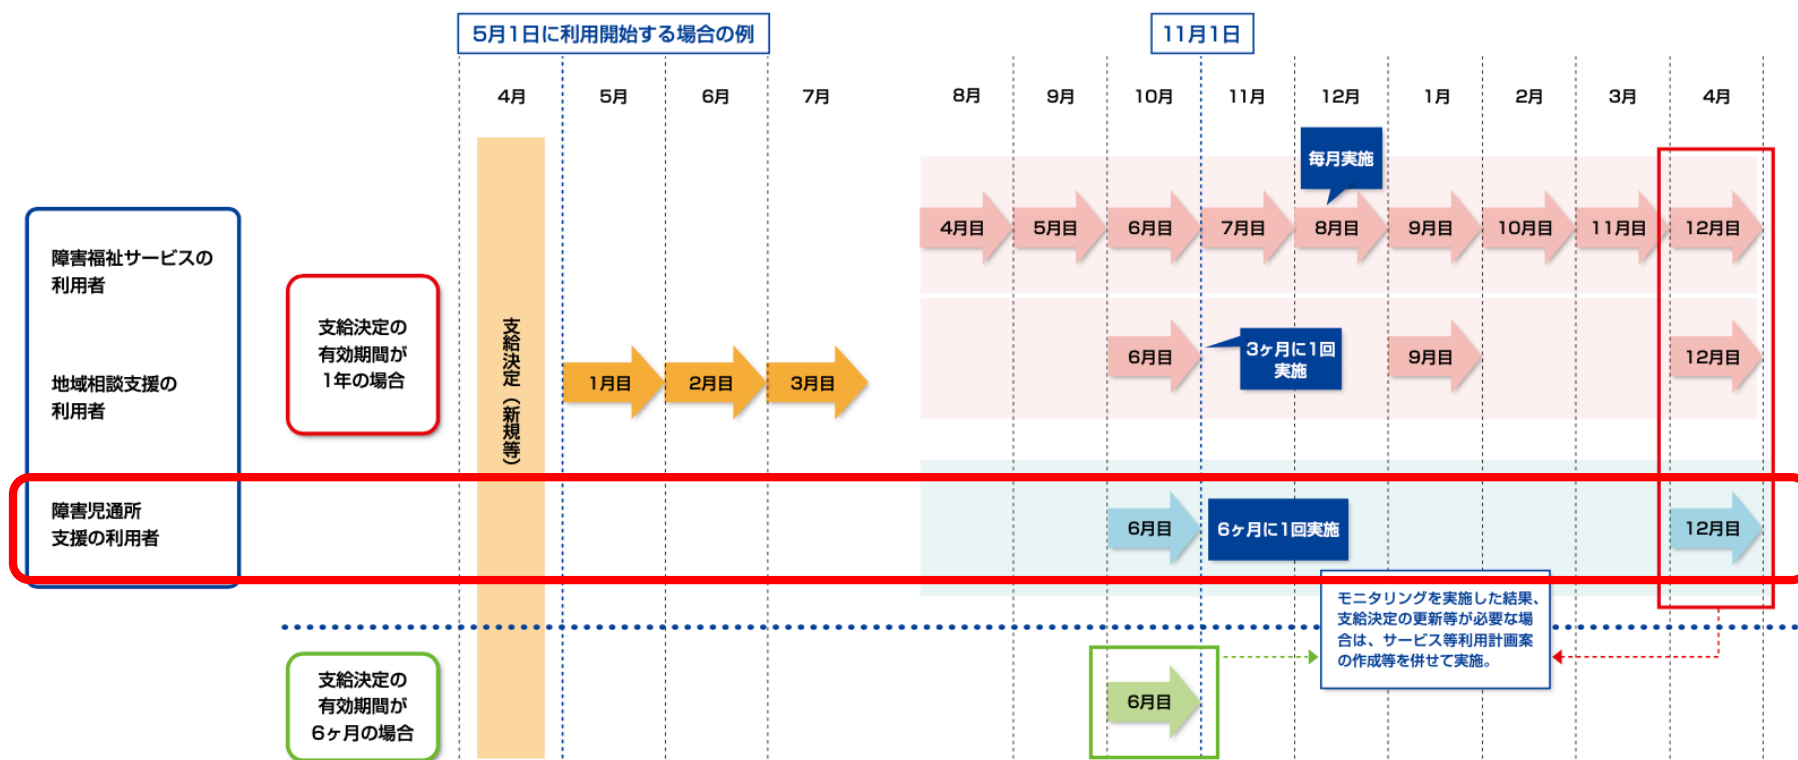 5月1日に利用開始する場合の例
11月1日
4月
5月
6月
7月
8月
9月
10月
11月
12月
1月
2月
3月
4月
毎月実施
4月目
5月目
6月目
7月目
8月目
9月目
10月目
11月目
12月目
障害福祉サービスの
利用者
支給決定の
有効期間が
1年の場合
支給決定（新規等）
6月目
3ヶ月に1回
実施
9月目
12月目
地域相談支援の
利用者
1月目
2月目
3月目
障害児通所
支援の利用者
6月目
6ヶ月に1回実施
12月目
モニタリングを実施した結果、
支給決定の更新等が必要な場
合は、サービス等利用計画案
の作成等を併せて実施。
支給決定の
有効期間が
6ヶ月の場合
6月目